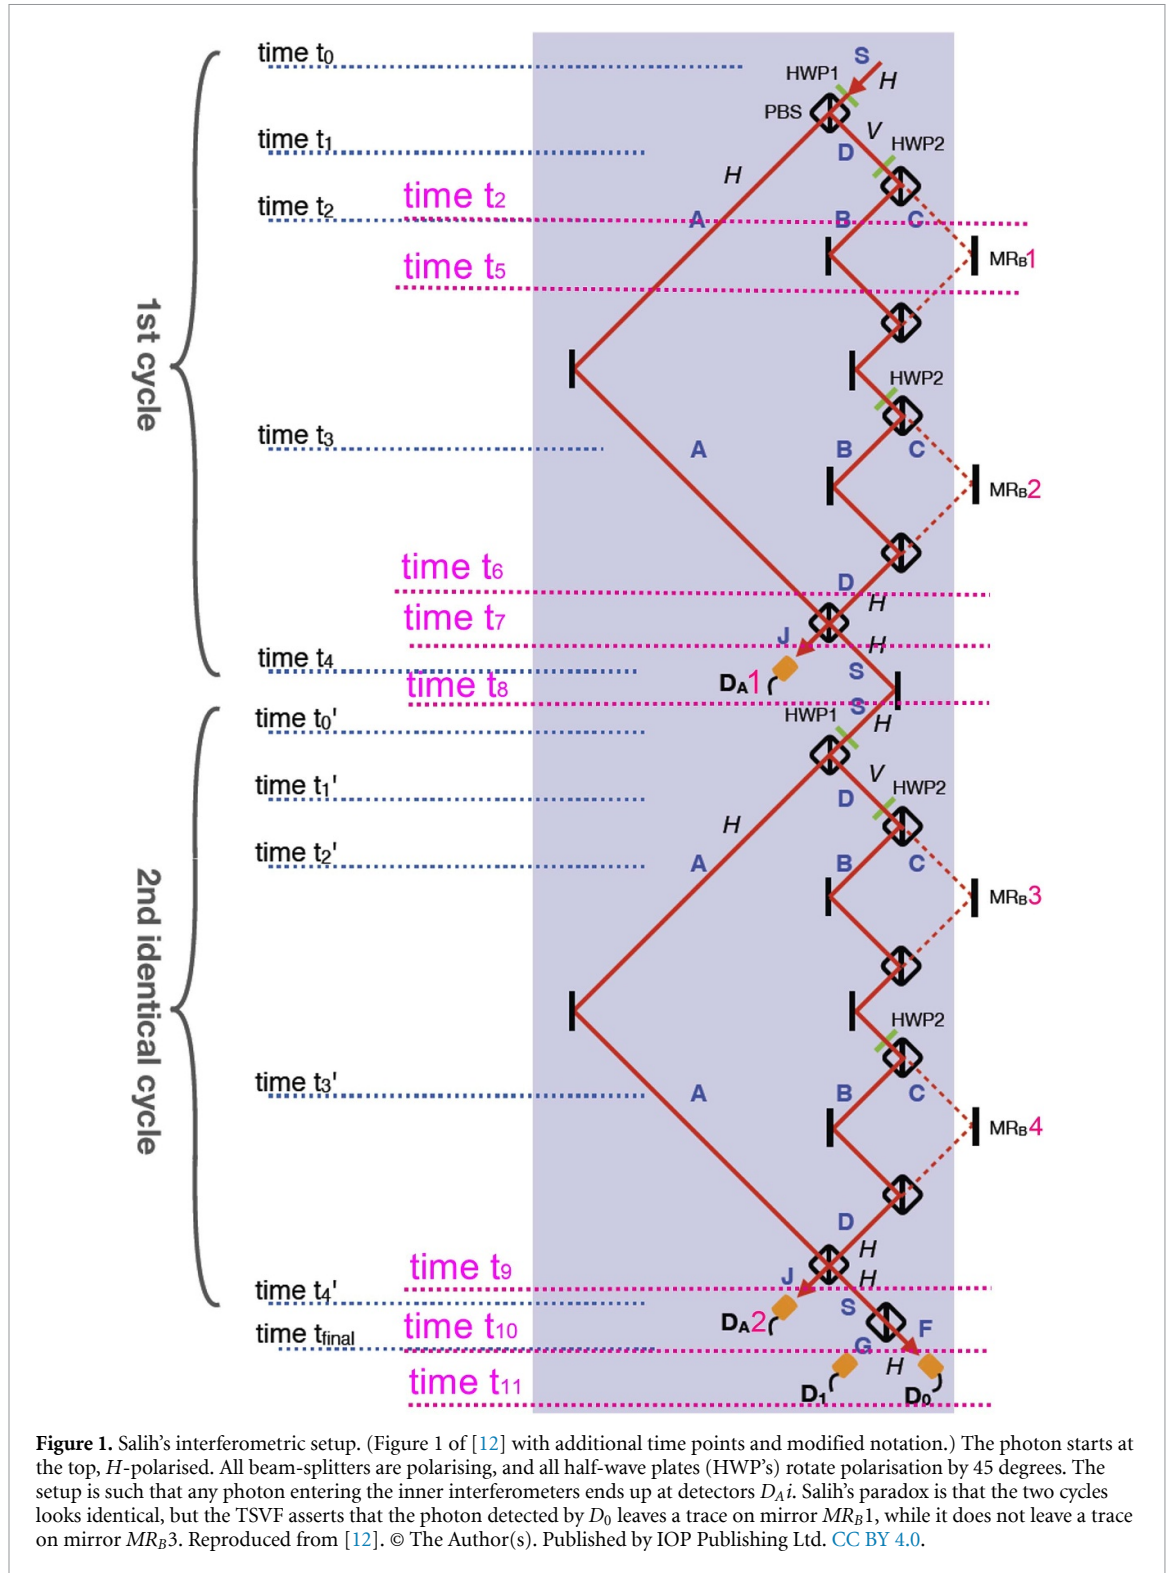 time t0
S
HWP1
H
PBS
time t1
V
D
HWP2
H
time t2
time t2
A
B
C
MRB1
time t5
1st cycle
HWP2
time t3
A
B
C
MRB2
time t6
D
H
time t7
J
H
time t4
S
DA1
time t8
S
time t0'
HWP1
H
V
HWP2
time t1'
D
H
time t2'
A
B
C
MRB3
2nd identical cycle
HWP2
time t3'
A
B
C
MRB4
D
H
time t9
J
H
time t4'
S
DA2
time t10
F
time tfinal
G
H
time t11
D1
D0
Figure 1. Salih's interferometric setup. (Figure 1 of [12] with additional time points and modified notation.) The photon starts at
the top, H-polarised. All beam-splitters are polarising, and all half-wave plates (HWP's) rotate polarisation by 45 degrees. The
setup is such that any photon entering the inner interferometers ends up at detectors DAi. Salih's paradox is that the two cycles
looks identical, but the TSVF asserts that the photon detected by D0 leaves a trace on mirror MRB1, while it does not leave a trace
on mirror MRB3. Reproduced from [12]. © The Author(s). Published by IOP Publishing Ltd. CC BY 4.0.